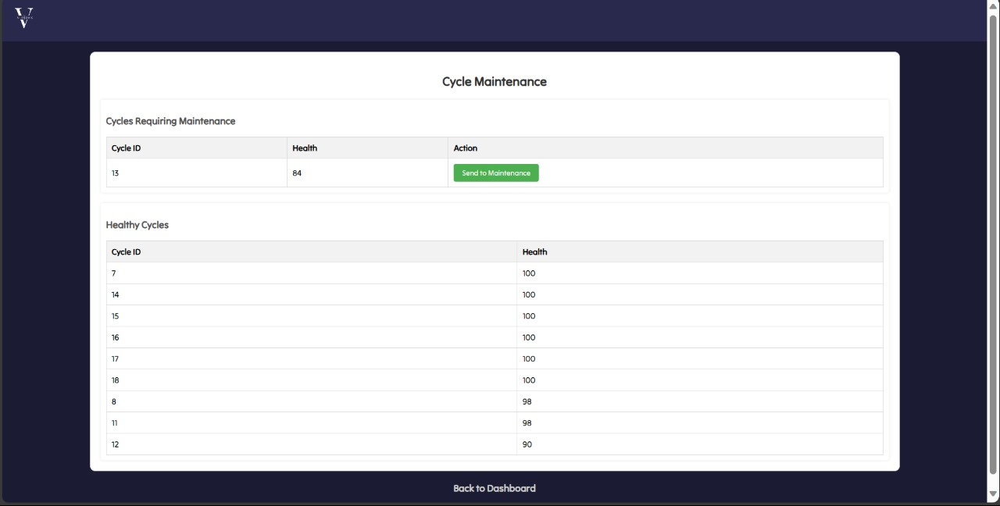 V
V
Cycle Maintenance
Cycles Requiring Maintenance
Cycle ID Health Action
13 84 Send to Maintenance
Healthy Cycles
Cycle ID Health
7 100
14 100
15 100
16 100
17 100
18 100
8 98
11 98
12 90
Back to Dashboard